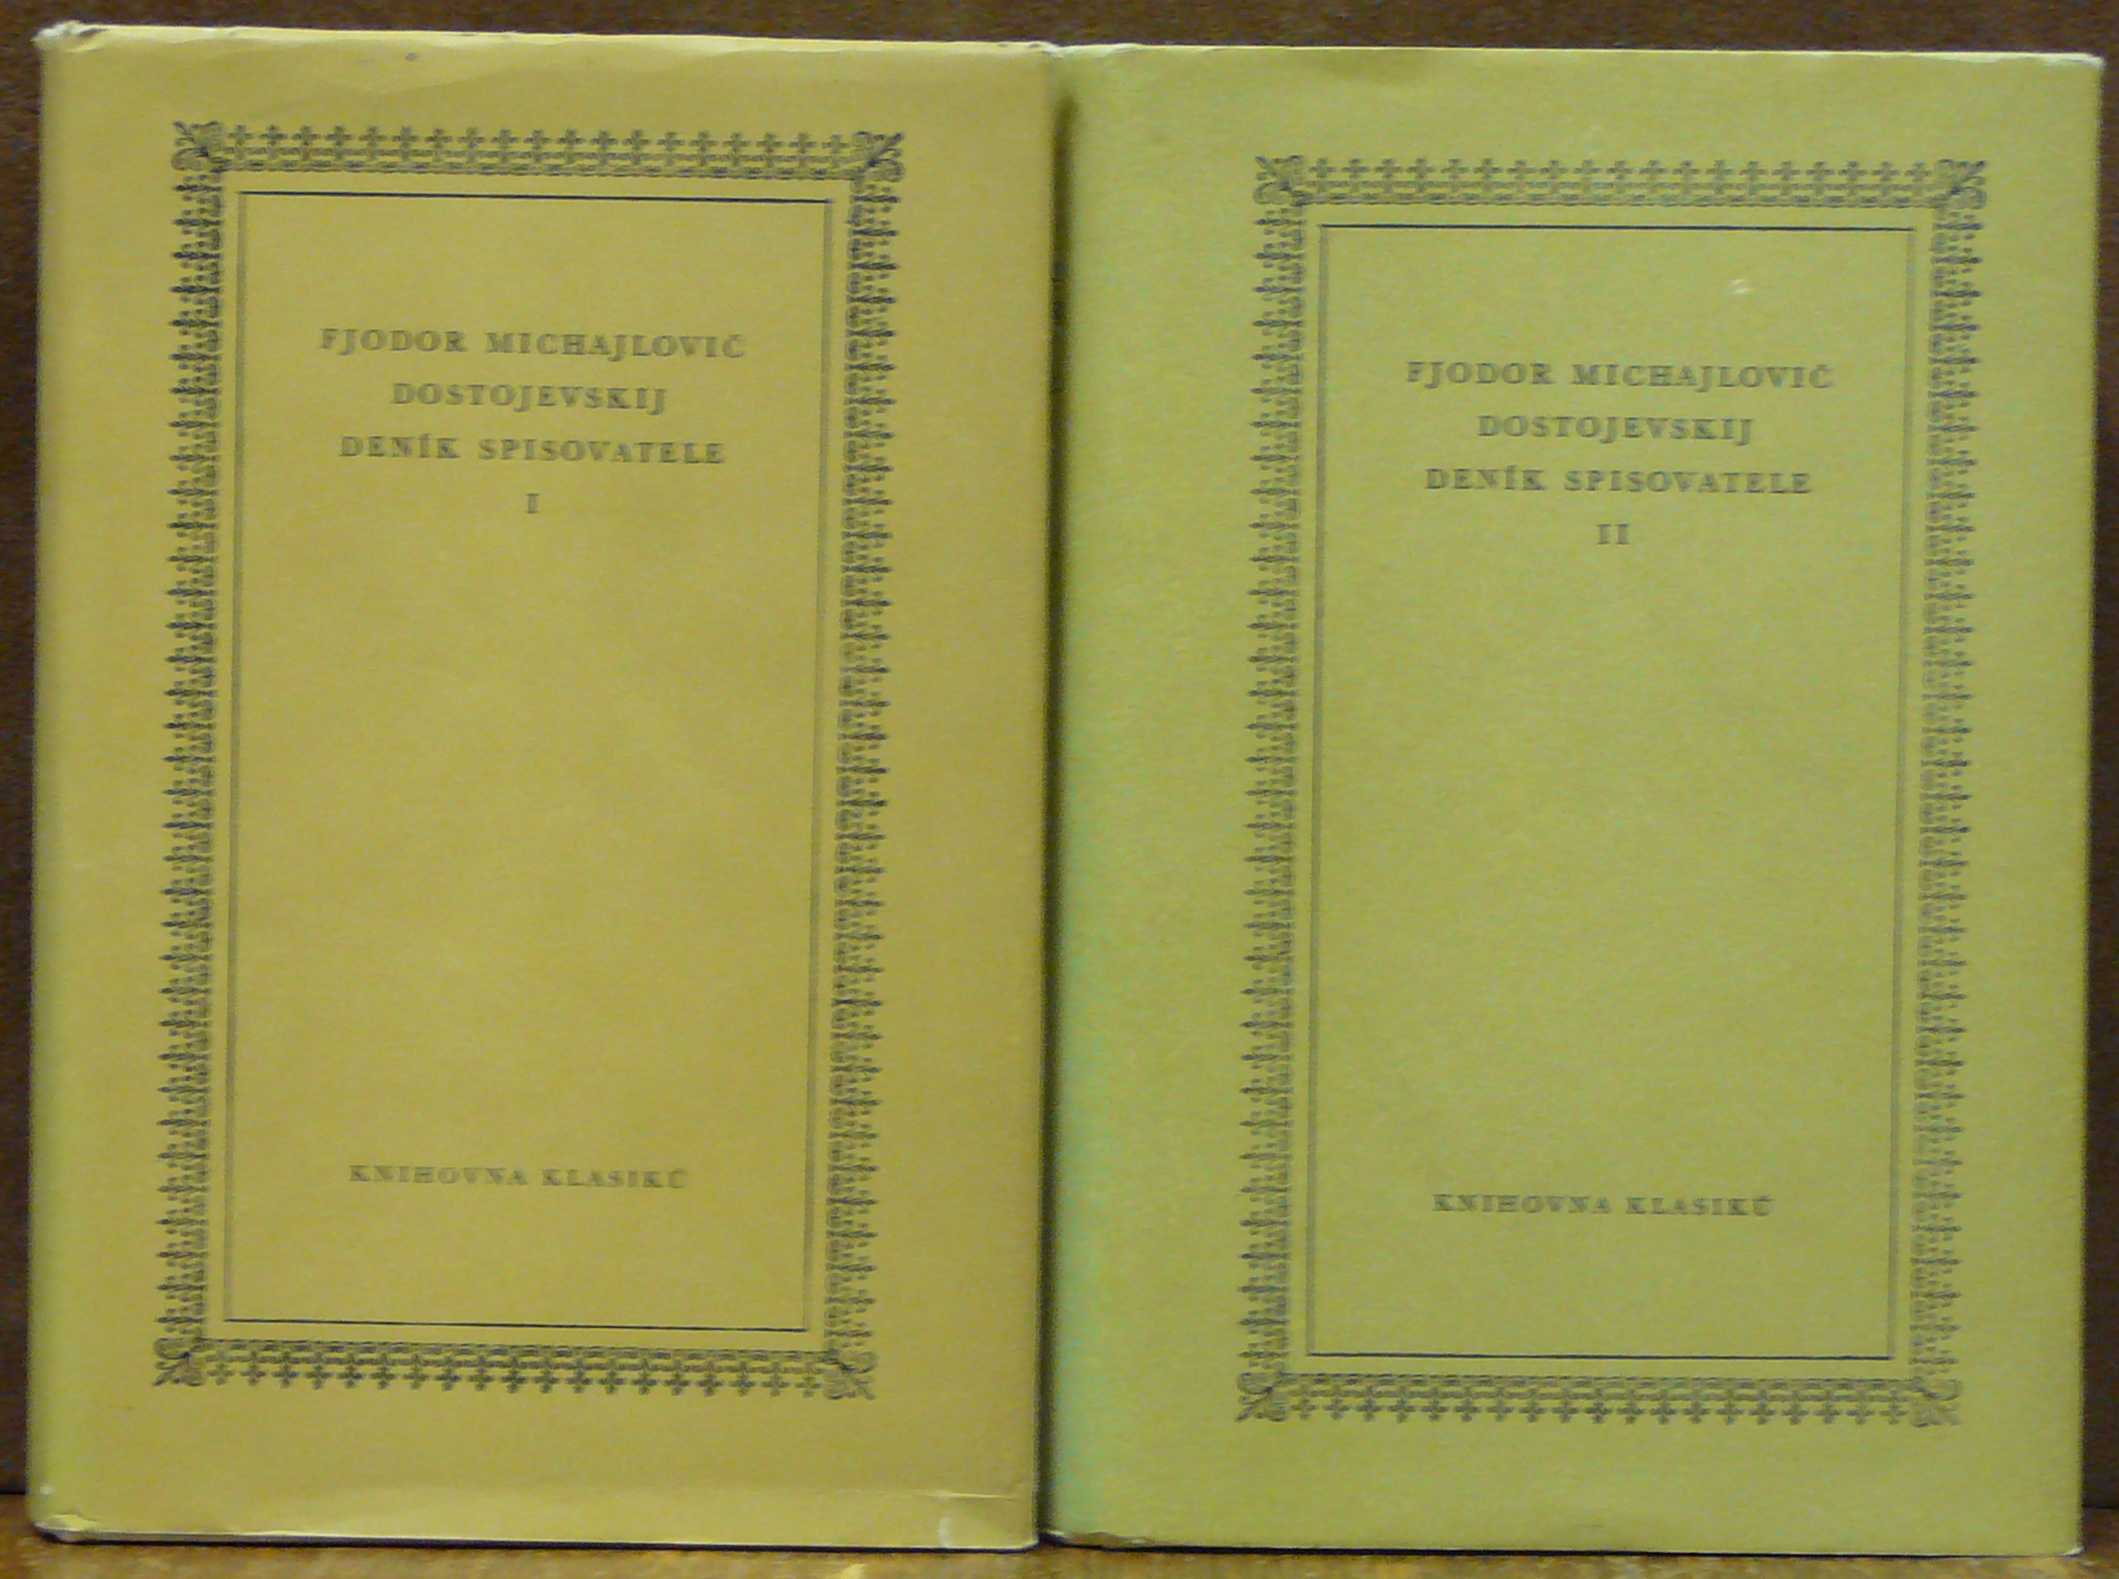 FJODOR MICHAJLOVIČ
DOSTOJEVSKIJ
DENÍK SPISOVATELE
I
KNIHOVNA KLASIKŮ
FJODOR MICHAJLOVIČ
DOSTOJEVSKIJ
DENÍK SPISOVATELE
II
KNIHOVNA KLASIKŮ